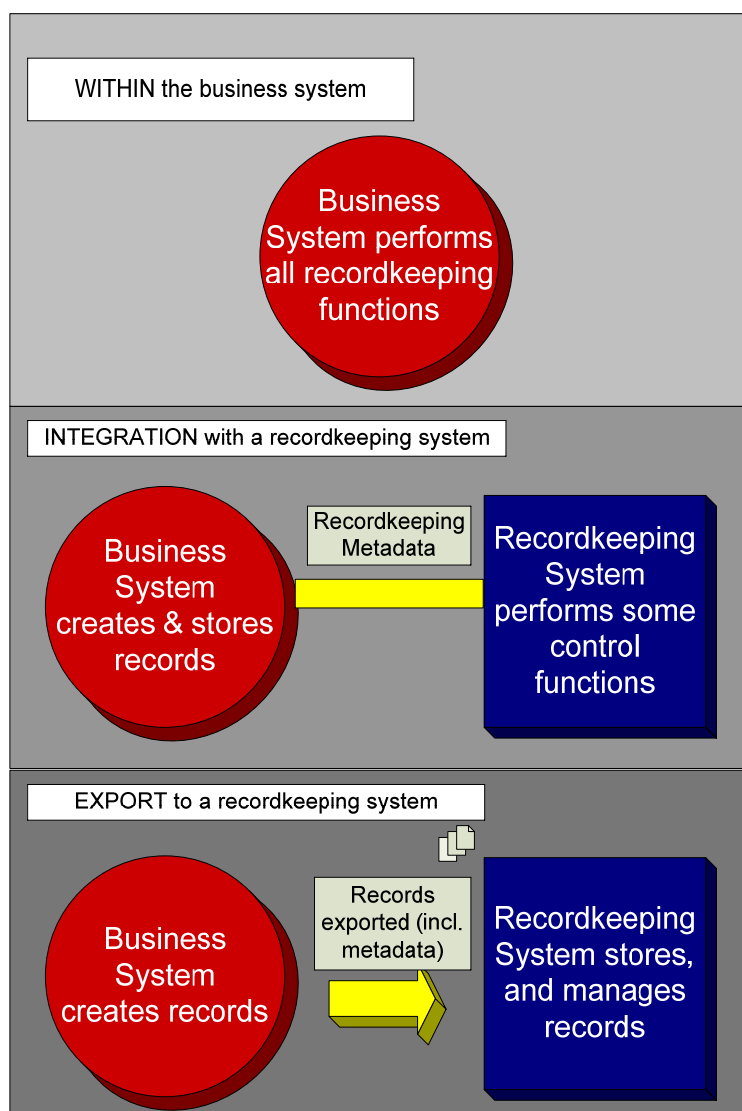 WITHIN the business system
Business
System performs
all recordkeeping
functions
INTEGRATION with a recordkeeping system
Business
System
creates & stores
records
Recordkeeping
Metadata
Recordkeeping
System
performs some
control
functions
EXPORT to a recordkeeping system
Business
System
creates records
Records
exported (incl.
metadata)
Recordkeeping
System stores,
and manages
records